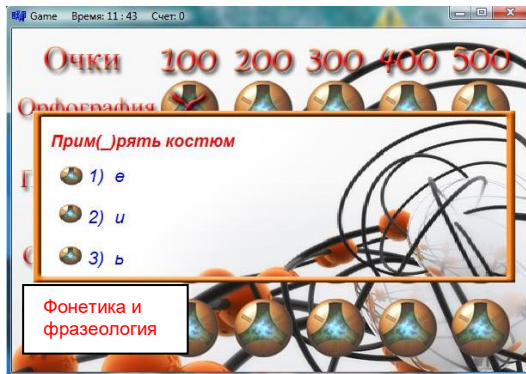 Game Время: 11 : 43 Счет: 0
Очки 100 200 300 400 500
Орфография
Прим(_)рять костюм
1) е
2) и
3) ь
Фонетика и
фразеология